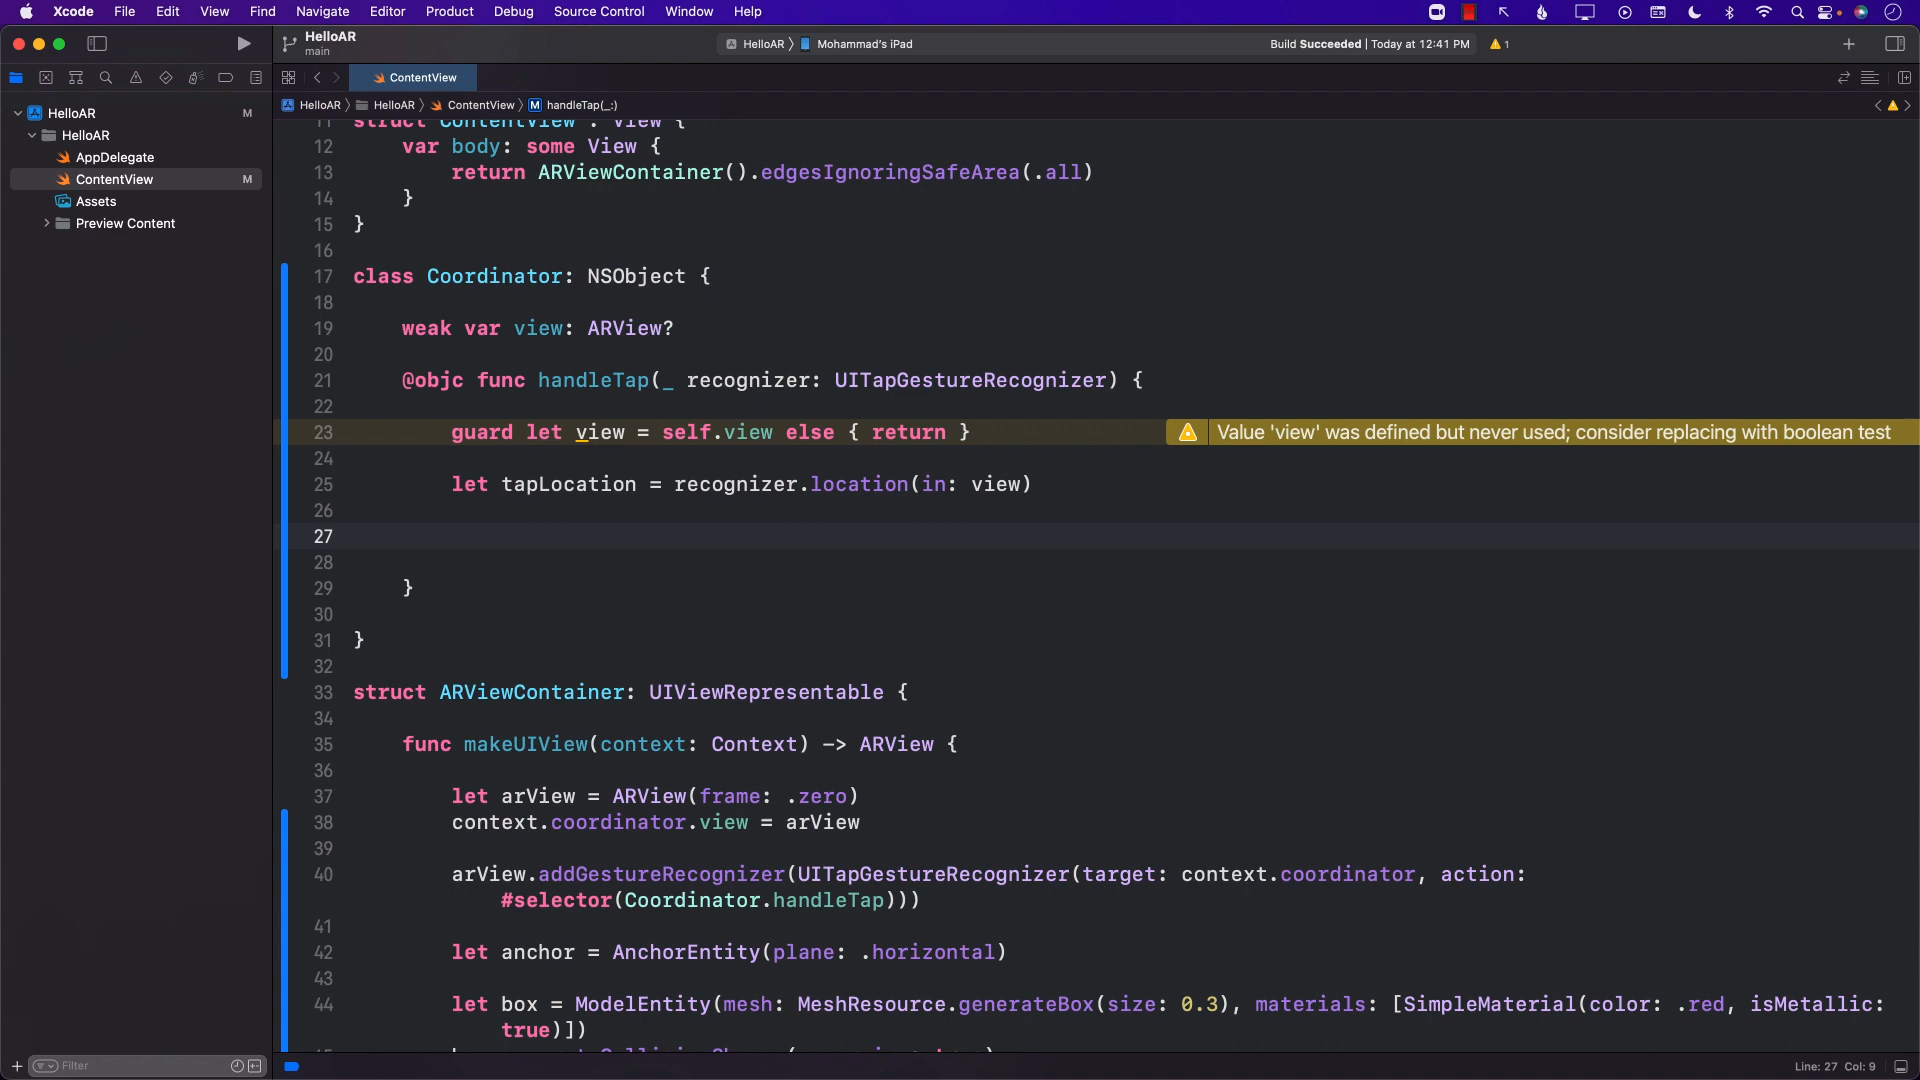 Xcode File Edit View Find Navigate Editor Product Debug Source Control Window Help
HelloAR
main
HelloAR Mohammad's iPad
Build Succeeded | Today at 12:41 PM 1
ContentView
HelloAR HelloAR ContentView M handleTap(_:)
HelloAR M
HelloAR
AppDelegate
ContentView M
Assets
Preview Content
11 struct ContentView : View {
12 var body: some View {
13 return ARViewContainer().edgesIgnoringSafeArea(.all)
14 }
15 }
16
17 class Coordinator: NSObject {
18
19 weak var view: ARView?
20
21 @objc func handleTap(_ recognizer: UITapGestureRecognizer) {
22
23 guard let view = self.view else { return } Value 'view' was defined but never used; consider replacing with boolean test
24
25 let tapLocation = recognizer.location(in: view)
26
27
28
29 }
30
31 }
32
33 struct ARViewContainer: UIViewRepresentable {
34
35 func makeUIView(context: Context) -> ARView {
36
37 let arView = ARView(frame: .zero)
38 context.coordinator.view = arView
39
40 arView.addGestureRecognizer(UITapGestureRecognizer(target: context.coordinator, action:
#selector(Coordinator.handleTap)))
41
42 let anchor = AnchorEntity(plane: .horizontal)
43
44 let box = ModelEntity(mesh: MeshResource.generateBox(size: 0.3), materials: [SimpleMaterial(color: .red, isMetallic:
true)])
Filter
Line: 27 Col: 9